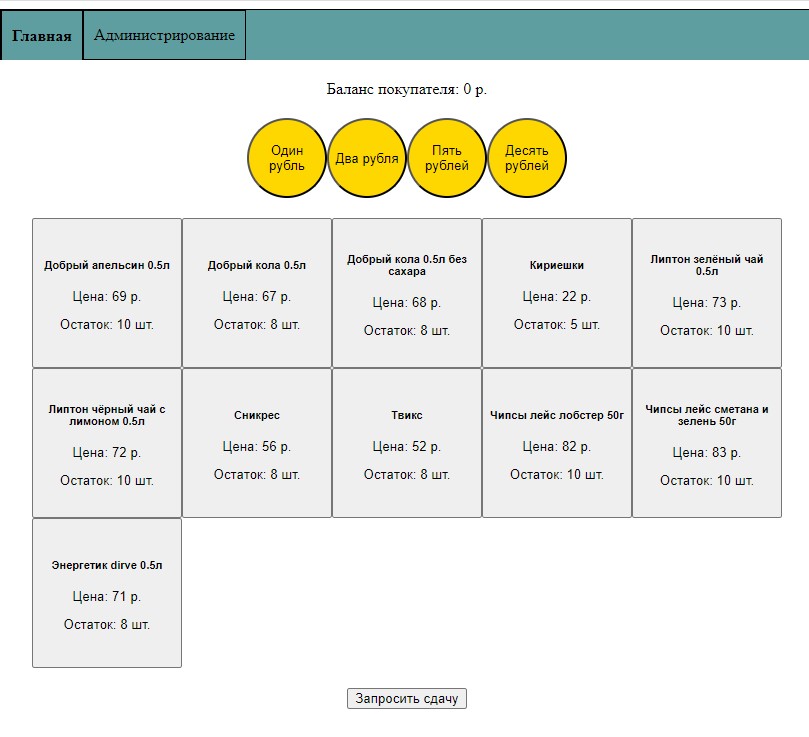 Главная Администрирование
Баланс покупателя: 0 р.
Один
рубль
Два рубля
Пять
рублей
Десять
рублей
Добрый апельсин 0.5л
Цена: 69 р.
Остаток: 10 шт.
Добрый кола 0.5л
Цена: 67 р.
Остаток: 8 шт.
Добрый кола 0.5л без
сахара
Цена: 68 р.
Остаток: 8 шт.
Кириешки
Цена: 22 р.
Остаток: 5 шт.
Липтон зелёный чай
0.5л
Цена: 73 р.
Остаток: 10 шт.
Липтон чёрный чай с
лимоном 0.5л
Цена: 72 р.
Остаток: 10 шт.
Сникрес
Цена: 56 р.
Остаток: 8 шт.
Твикс
Цена: 52 р.
Остаток: 8 шт.
Чипсы лейс лобстер 50г
Цена: 82 р.
Остаток: 10 шт.
Чипсы лейс сметана и
зелень 50г
Цена: 83 р.
Остаток: 10 шт.
Энергетик dirve 0.5л
Цена: 71 р.
Остаток: 8 шт.
Запросить сдачу